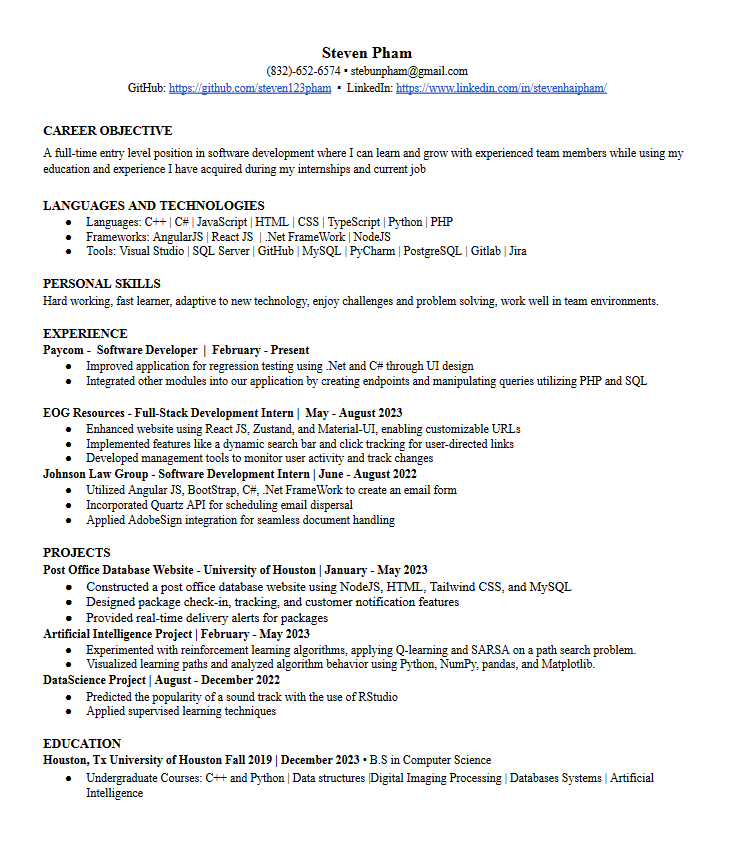 Steven Pham
(832)-652-6574 • stebunpham@gmail.com
GitHub: https://github.com/steven123pham • LinkedIn: https://www.linkedin.com/in/stevenhaipham/
CAREER OBJECTIVE
A full-time entry level position in software development where I can learn and grow with experienced team members while using my
education and experience I have acquired during my internships and current job
LANGUAGES AND TECHNOLOGIES
● Languages: C++ | C# | JavaScript | HTML | CSS | TypeScript | Python | PHP
● Frameworks: AngularJS | React JS | .Net FrameWork | NodeJS
● Tools: Visual Studio | SQL Server | GitHub | MySQL | PyCharm | PostgreSQL | Gitlab | Jira
PERSONAL SKILLS
Hard working, fast learner, adaptive to new technology, enjoy challenges and problem solving, work well in team environments.
EXPERIENCE
Paycom - Software Developer | February - Present
● Improved application for regression testing using .Net and C# through UI design
● Integrated other modules into our application by creating endpoints and manipulating queries utilizing PHP and SQL
EOG Resources - Full-Stack Development Intern | May - August 2023
● Enhanced website using React JS, Zustand, and Material-UI, enabling customizable URLs
● Implemented features like a dynamic search bar and click tracking for user-directed links
● Developed management tools to monitor user activity and track changes
Johnson Law Group - Software Development Intern | June - August 2022
● Utilized Angular JS, BootStrap, C#, .Net FrameWork to create an email form
● Incorporated Quartz API for scheduling email dispersal
● Applied AdobeSign integration for seamless document handling
PROJECTS
Post Office Database Website - University of Houston | January - May 2023
● Constructed a post office database website using NodeJS, HTML, Tailwind CSS, and MySQL
● Designed package check-in, tracking, and customer notification features
● Provided real-time delivery alerts for packages
Artificial Intelligence Project | February - May 2023
● Experimented with reinforcement learning algorithms, applying Q-learning and SARSA on a path search problem.
● Visualized learning paths and analyzed algorithm behavior using Python, NumPy, pandas, and Matplotlib.
DataScience Project | August - December 2022
● Predicted the popularity of a sound track with the use of RStudio
● Applied supervised learning techniques
EDUCATION
Houston, Tx University of Houston Fall 2019 | December 2023 • B.S in Computer Science
● Undergraduate Courses: C++ and Python | Data structures |Digital Imaging Processing | Databases Systems | Artificial
Intelligence